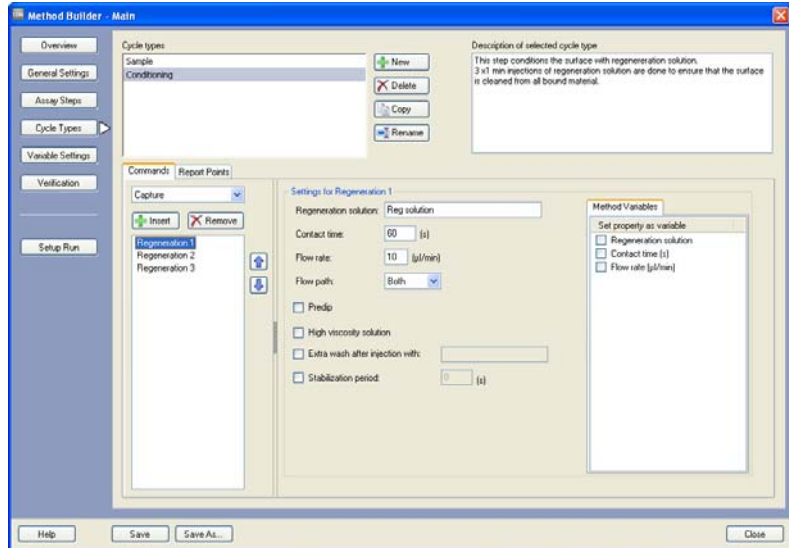 Method Builder - Main
Overview
General Settings
Assay Steps
Cycle Types
Variable Settings
Verification
Setup Run
Cycle types
Sample
Conditioning
New
Delete
Copy
Rename
Description of selected cycle type
This step conditions the surface with regenereration solution.
3 x1 min injections of regeneration solution are done to ensure that the surface
is cleaned from all bound material.
Commands
Report Points
Capture
Insert
Remove
Regeneration 1
Regeneration 2
Regeneration 3
Settings for Regeneration 1
Regeneration solution: Reg solution
Contact time: 60 (s)
Flow rate: 10 (µl/min)
Flow path: Both
Predip
High viscosity solution
Extra wash after injection with:
Stabilization period: 0 (s)
Method Variables
Set property as variable
Regeneration solution
Contact time (s)
Flow rate (µl/min)
Help
Save
Save As...
Close